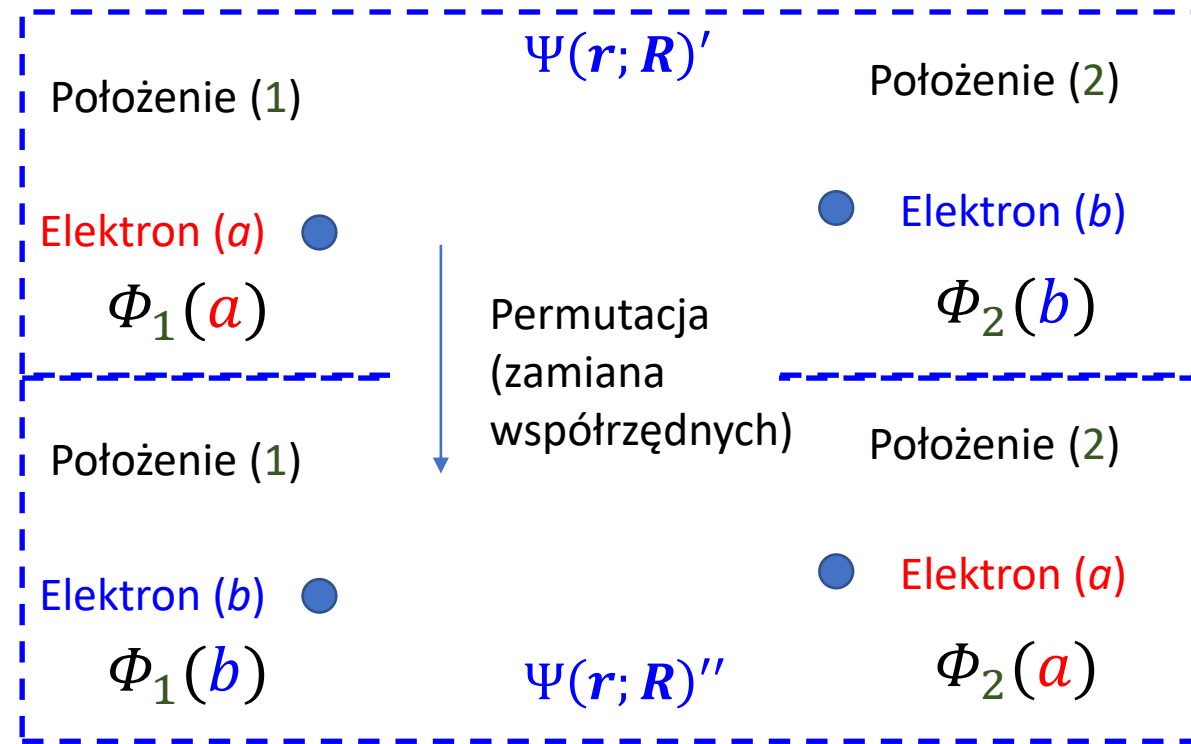 Ψ(r; R)′
Położenie (1)
Położenie (2)
Elektron (a)
Elektron (b)
Φ₁(a)
Φ₂(b)
Permutacja
(zamiana
współrzędnych)
Położenie (1)
Położenie (2)
Elektron (b)
Elektron (a)
Φ₁(b)
Φ₂(a)
Ψ(r; R)′′